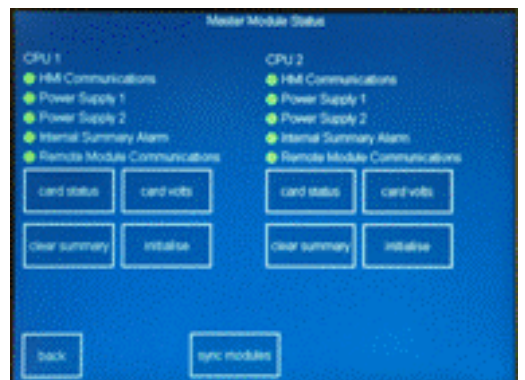 Master Module Status
CPU 1
HMI Communications
Power Supply 1
Power Supply 2
Internal Summary Alarm
Remote Module Communications
card status
card volts
clear summary
initialise
CPU 2
HMI Communications
Power Supply 1
Power Supply 2
Internal Summary Alarm
Remote Module Communications
card status
card volts
clear summary
initialise
back
sync modules